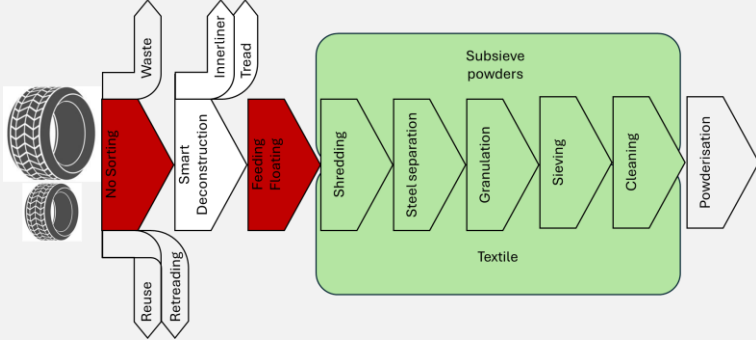 Waste
Innerliner
Tread
No Sorting
Smart
Deconstruction
Feeding
Floating
Subsieve
powders
Shredding
Steel separation
Granulation
Sieving
Cleaning
Powderisation
Textile
Reuse
Retreading